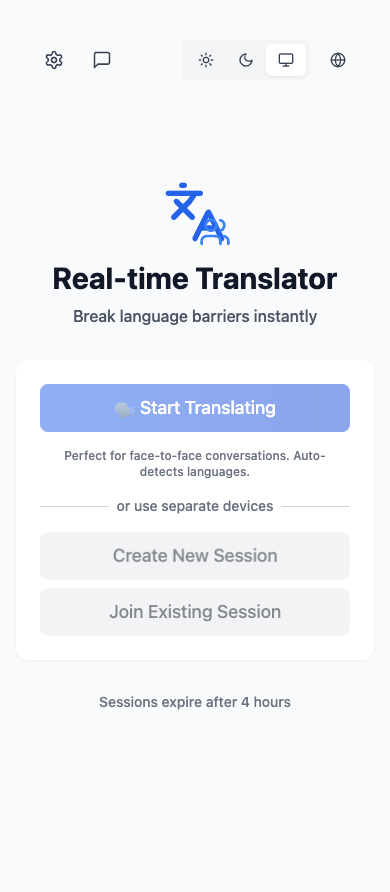 Real-time Translator
Break language barriers instantly
Start Translating
Perfect for face-to-face conversations. Auto-
detects languages.
or use separate devices
Create New Session
Join Existing Session
Sessions expire after 4 hours